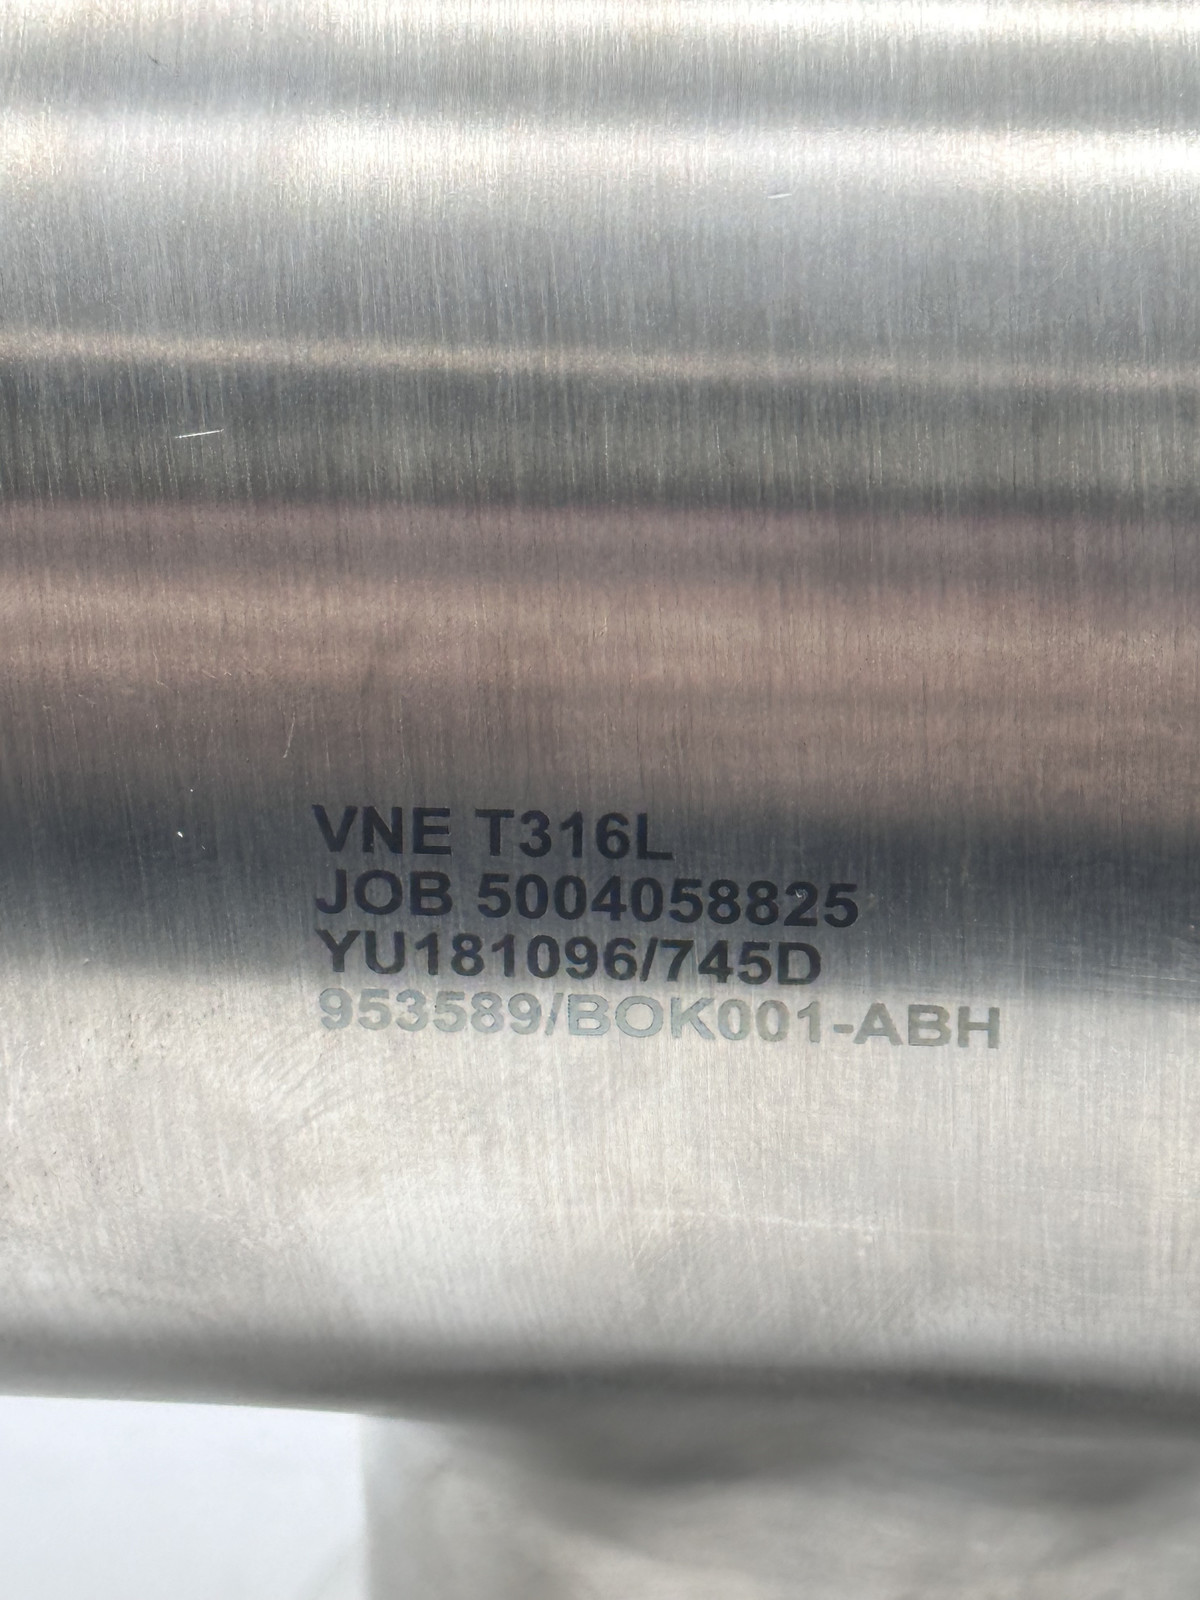 VNE T316L
JOB 5004058825
YU181096/745D
953589/BOK001-ABH